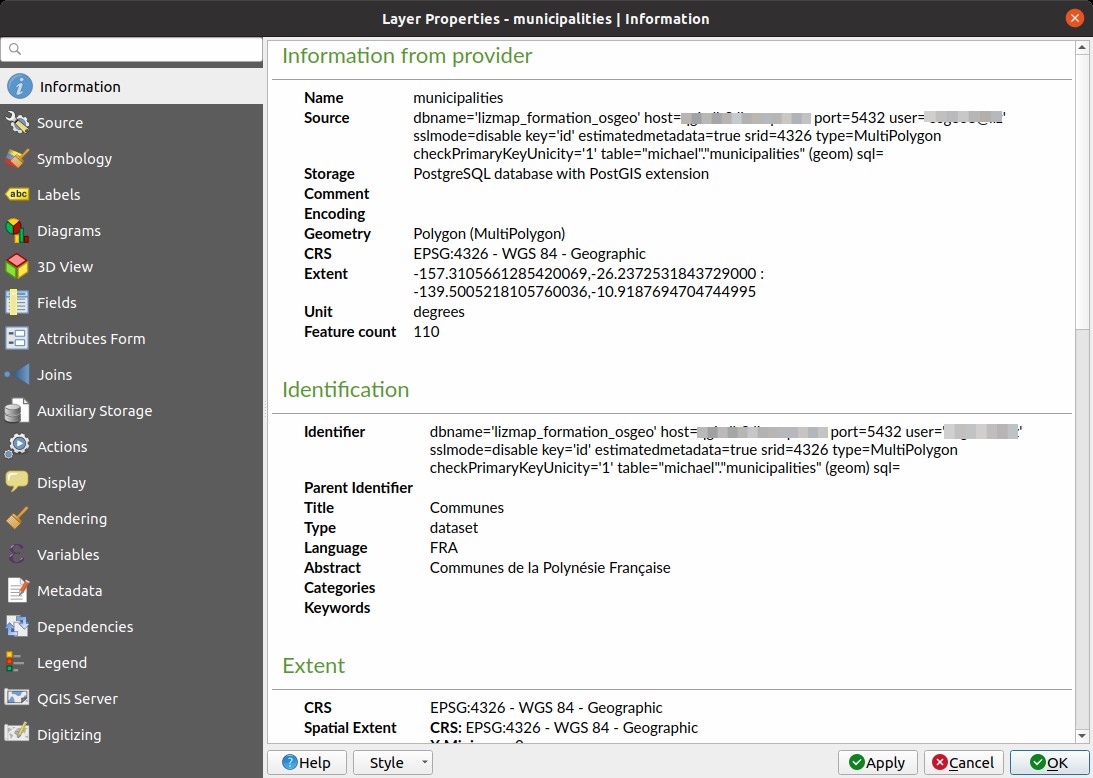 Layer Properties - municipalities | Information
Information
Source
Symbology
abc Labels
Diagrams
3D View
Fields
Attributes Form
Joins
Auxiliary Storage
Actions
Display
Rendering
Variables
Metadata
Dependencies
Legend
QGIS Server
Digitizing
Information from provider
Name municipalities
Source dbname='lizmap_formation_osgeo' host= port=5432 user=
sslmode=disable key='id' estimatedmetadata=true srid=4326 type=MultiPolygon
checkPrimaryKeyUnicity='1' table="michael"."municipalities" (geom) sql=
Storage PostgreSQL database with PostGIS extension
Comment
Encoding
Geometry Polygon (MultiPolygon)
CRS EPSG:4326 - WGS 84 - Geographic
Extent -157.3105661285420069,-26.2372531843729000 :
-139.5005218105760036,-10.9187694704744995
Unit degrees
Feature count 110
Identification
Identifier dbname='lizmap_formation_osgeo' host= port=5432 user='
sslmode=disable key='id' estimatedmetadata=true srid=4326 type=MultiPolygon
checkPrimaryKeyUnicity='1' table="michael"."municipalities" (geom) sql=
Parent Identifier
Title Communes
Type dataset
Language FRA
Abstract Communes de la Polynésie Française
Categories
Keywords
Extent
CRS EPSG:4326 - WGS 84 - Geographic
Spatial Extent CRS: EPSG:4326 - WGS 84 - Geographic
Help
Style
Apply
Cancel
OK